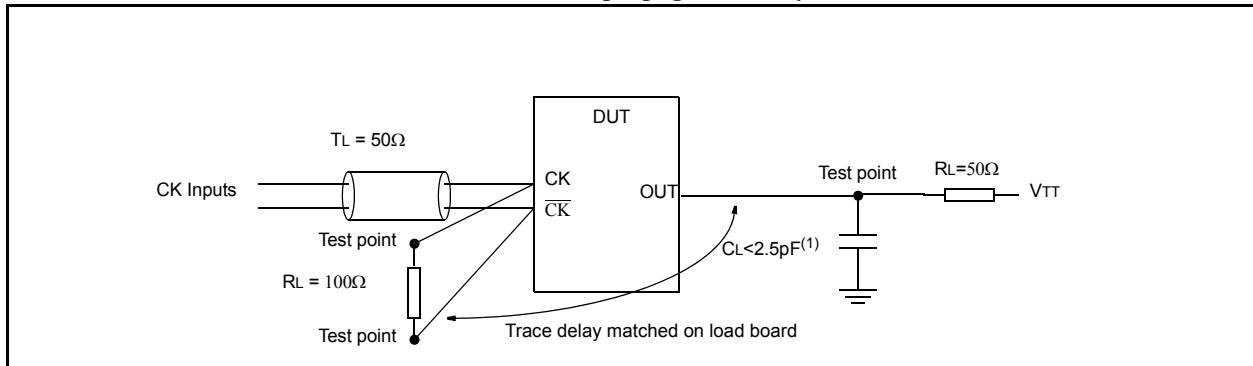 DUT
TL = 50Ω
CK Inputs
CK
CK
OUT
Test point
RL=50Ω
VTT
Test point
CL<2.5pF(1)
RL = 100Ω
Test point
Trace delay matched on load board